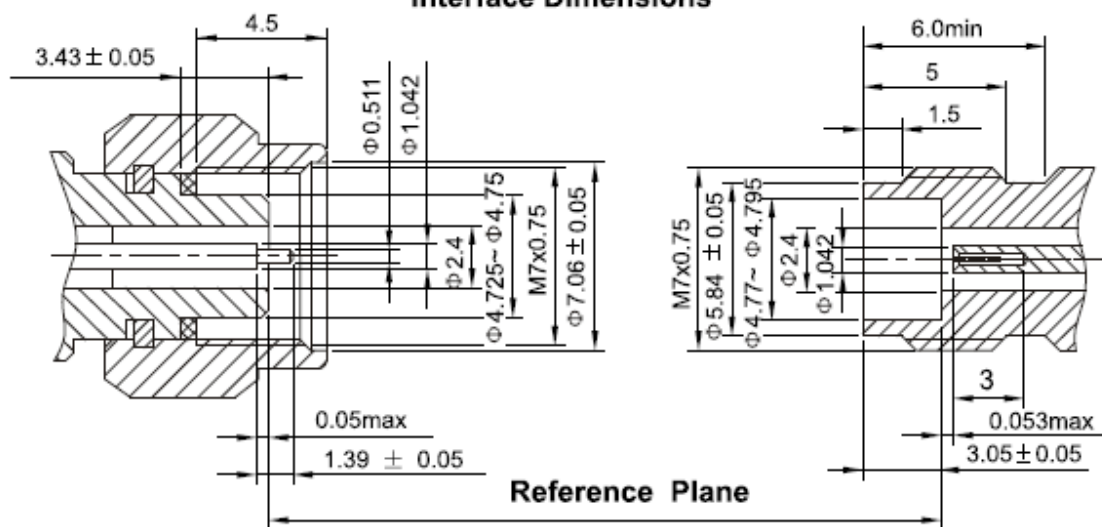 Interface Dimensions
4.5
3.43 ± 0.05
Φ0.511
Φ1.042
Φ2.4
Φ4.725~ Φ4.75
M7x0.75
Φ7.06 ± 0.05
0.05max
1.39 ± 0.05
6.0min
5
1.5
M7x0.75
Φ5.84 ± 0.05
Φ4.77~ Φ4.795
Φ2.4
Φ1.042
3
0.053max
3.05±0.05
Reference Plane